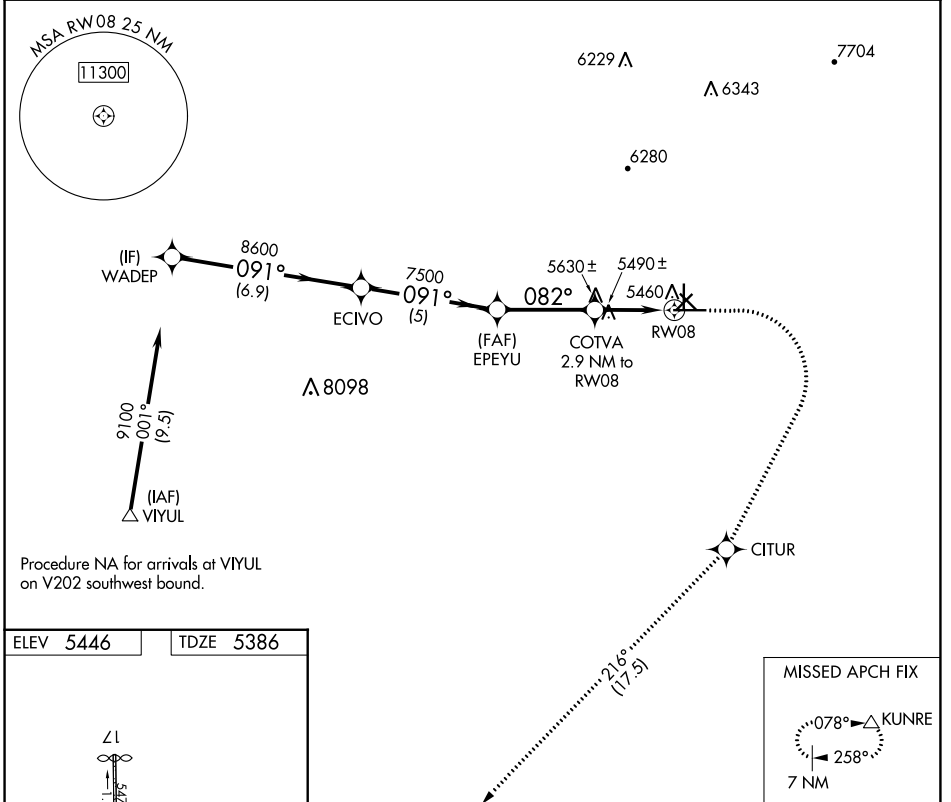 MSA RW08 25 NM
11300
6229
7704
6343
6280
(IF)
WADEP
8600
091°
(6.9)
ECIVO
7500
091°
(5)
(FAF)
EPEYU
082°
5630 ±
5490 ±
5460
COTVA
2.9 NM to
RW08
RW08
8098
9100
001°
(9.5)
(IAF)
VIYUL
CITUR
Procedure NA for arrivals at VIYUL
on V202 southwest bound.
216°
(17.5)
ELEV 5446
TDZE 5386
17
MISSED APCH FIX
078°
KUNRE
258°
7 NM